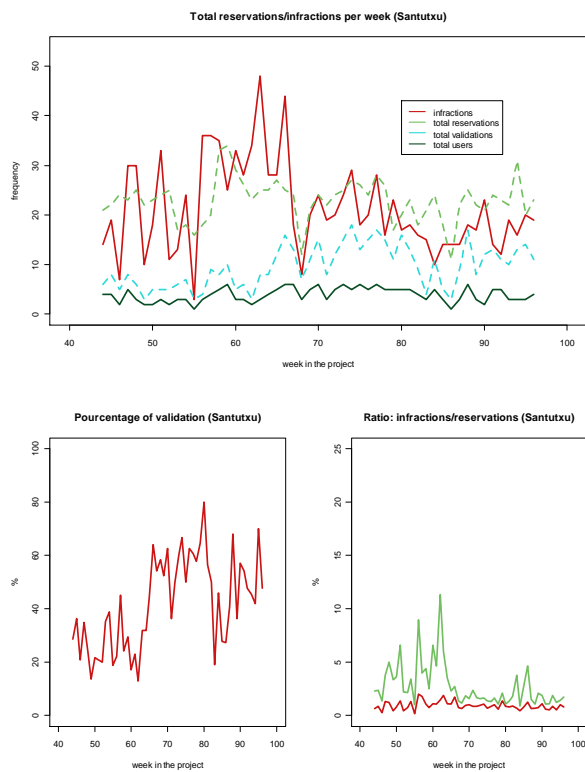 Total reservations/infractions per week (Santutxu)
frequency
50
40
30
20
10
0
infractions
total reservations
total validations
total users
40 50 60 70 80 90 100
week in the project
Pourcentage of validation (Santutxu)
%
100
80
60
40
20
0
40 50 60 70 80 90 100
week in the project
Ratio: infractions/reservations (Santutxu)
%
25
20
15
10
5
0
40 50 60 70 80 90 100
week in the project